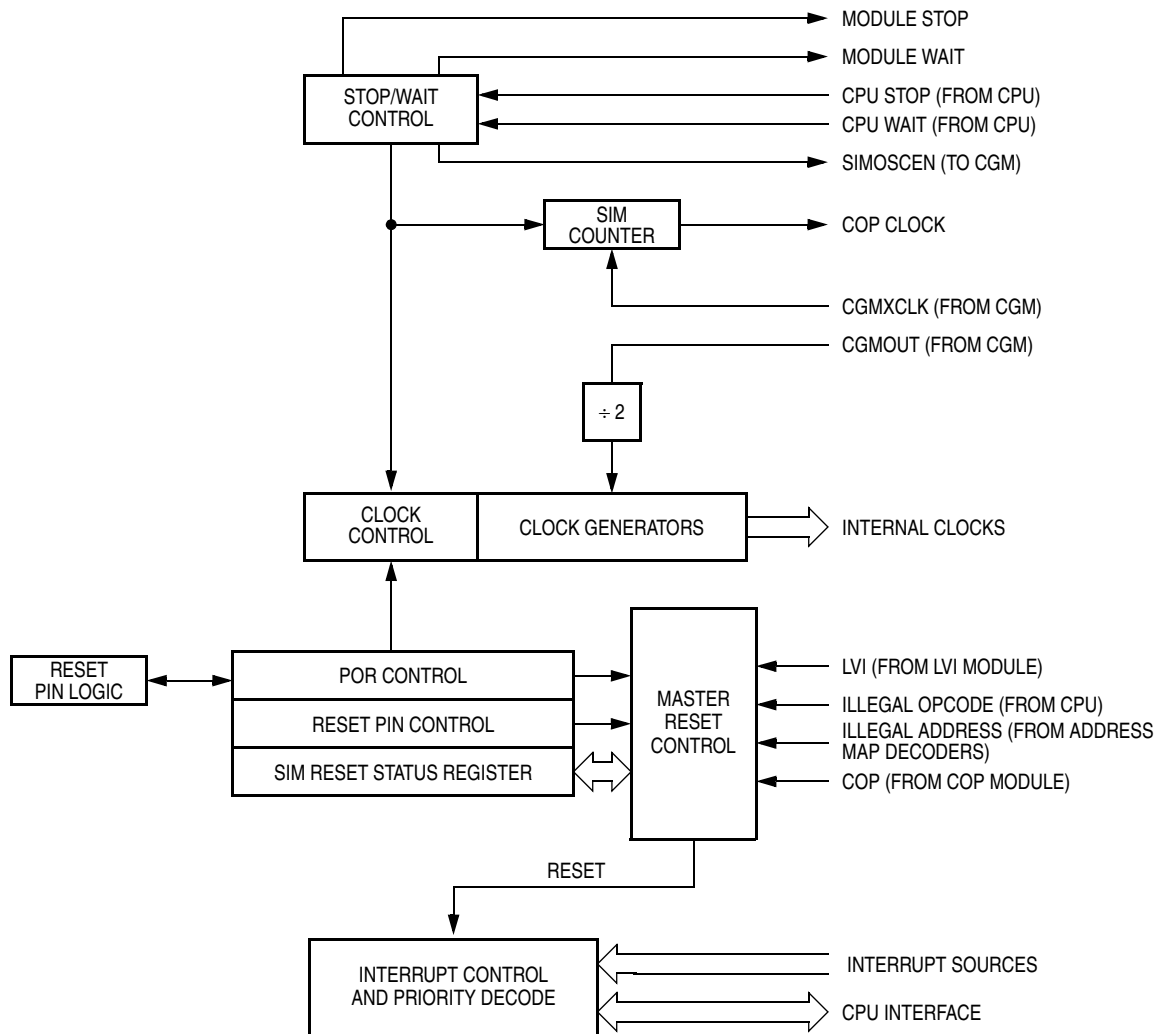 MODULE STOP
MODULE WAIT
STOP/WAIT
CONTROL
CPU STOP (FROM CPU)
CPU WAIT (FROM CPU)
SIMOSCEN (TO CGM)
SIM
COUNTER
COP CLOCK
CGMXCLK (FROM CGM)
CGMOUT (FROM CGM)
÷ 2
CLOCK
CONTROL
CLOCK GENERATORS
INTERNAL CLOCKS
RESET
PIN LOGIC
POR CONTROL
RESET PIN CONTROL
SIM RESET STATUS REGISTER
MASTER
RESET
CONTROL
LVI (FROM LVI MODULE)
ILLEGAL OPCODE (FROM CPU)
ILLEGAL ADDRESS (FROM ADDRESS
MAP DECODERS)
COP (FROM COP MODULE)
RESET
INTERRUPT CONTROL
AND PRIORITY DECODE
INTERRUPT SOURCES
CPU INTERFACE